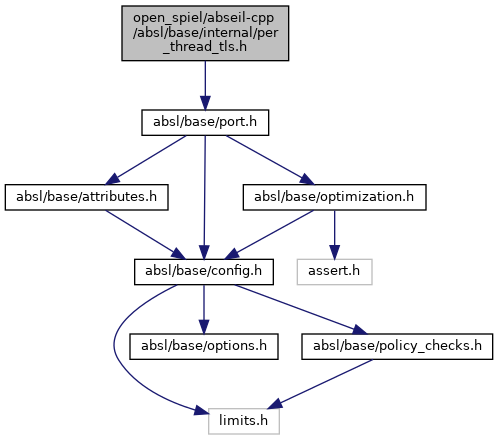 open_spiel/abseil-cpp
/absl/base/internal/per
_thread_tls.h
absl/base/port.h
absl/base/attributes.h
absl/base/optimization.h
absl/base/config.h
assert.h
absl/base/options.h
absl/base/policy_checks.h
limits.h